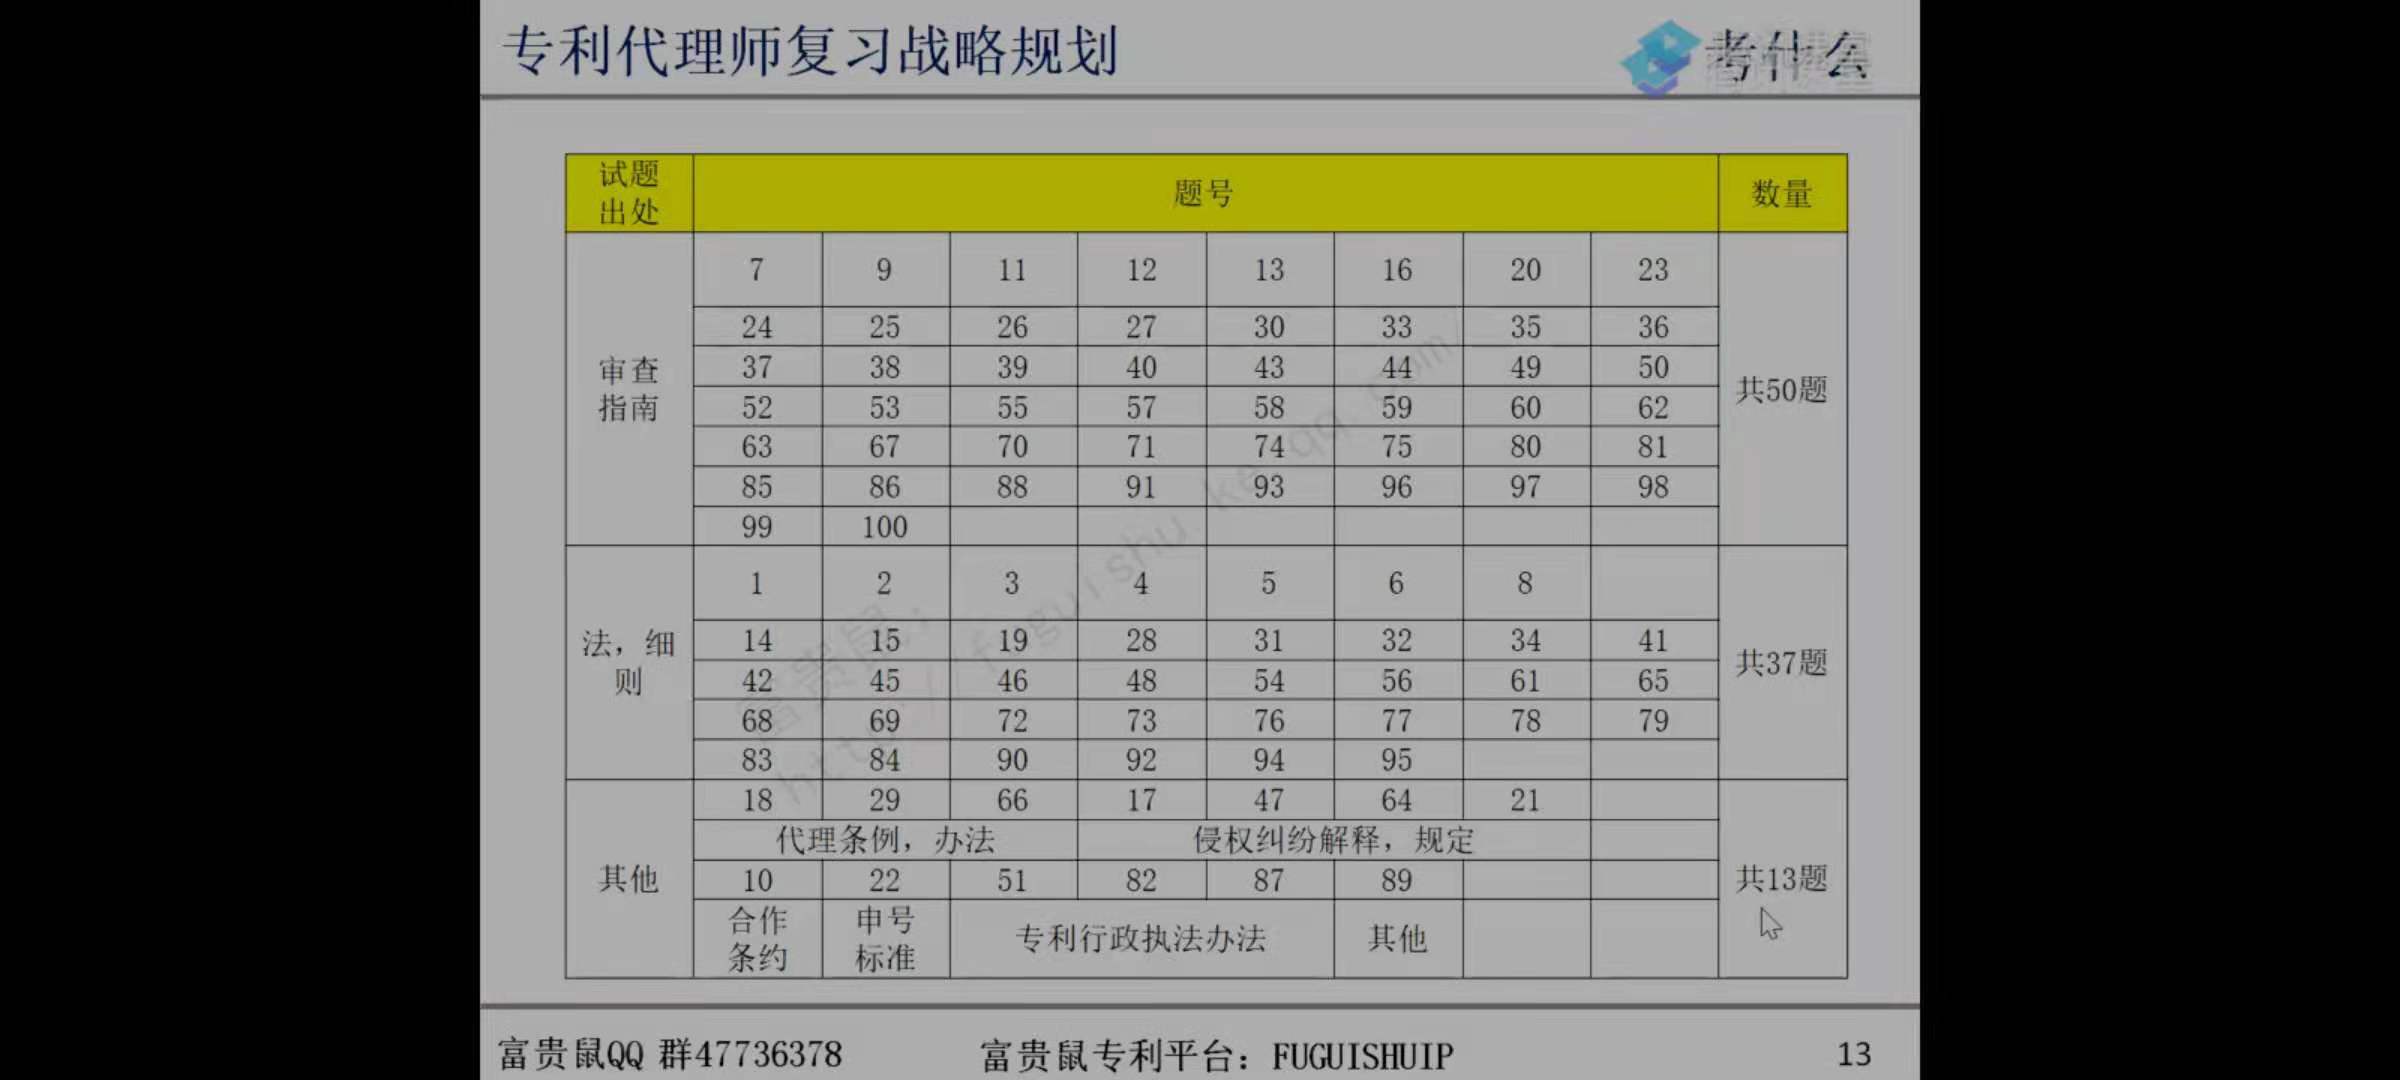 专利代理师复习战略规划
考什么
试题出处 题号 数量
审查指南 7 9 11 12 13 16 20 23 共50题
24 25 26 27 30 33 35 36
37 38 39 40 43 44 49 50
52 53 55 57 58 59 60 62
63 67 70 71 74 75 80 81
85 86 88 91 93 96 97 98
99 100
法，细则 1 2 3 4 5 6 8 共37题
14 15 19 28 31 32 34 41
42 45 46 48 54 56 61 65
68 69 72 73 76 77 78 79
83 84 90 92 94 95
其他 18 29 66 17 47 64 21 共13题
代理条例，办法 侵权纠纷解释，规定
10 22 51 82 87 89
合作条约 申号标准 专利行政执法办法 其他
富贵鼠：
http://fuguishu.ke.qq.com/
富贵鼠QQ 群47736378 富贵鼠专利平台：FUGUISHUIP 13